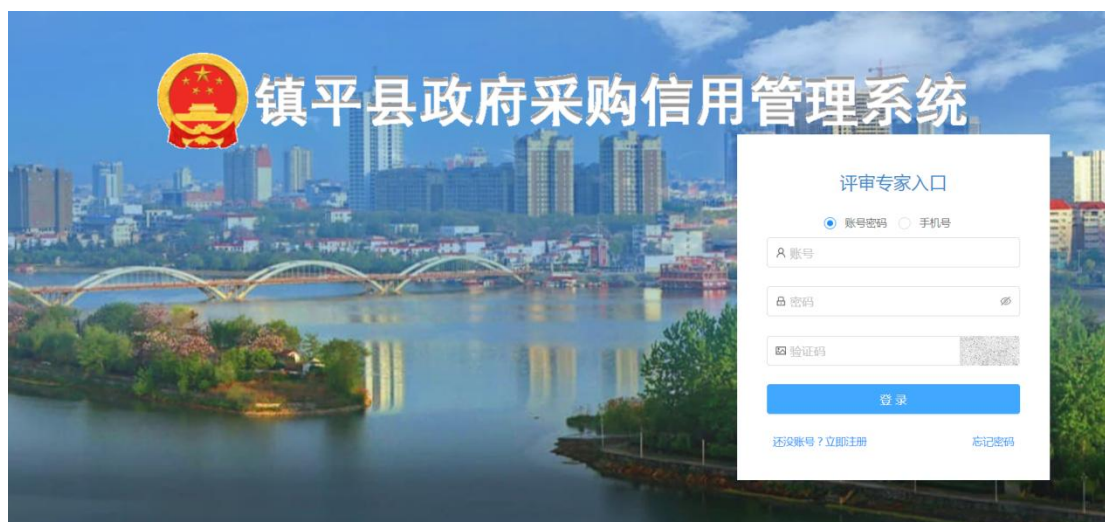 镇平县政府采购信用管理系统
评审专家入口
账号密码 手机号
账号
密码
验证码
登录
还没账号？立即注册 忘记密码